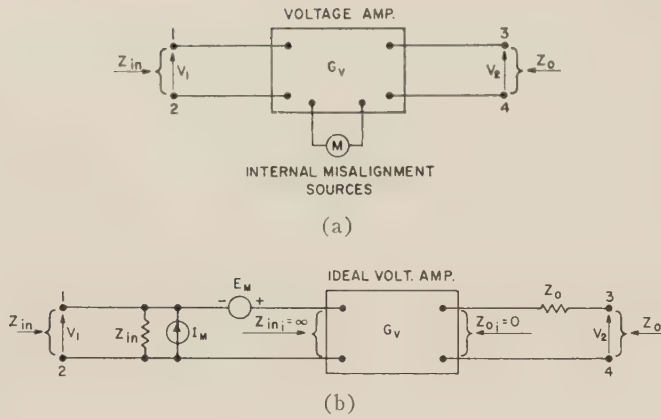 VOLTAGE AMP.
1
3
Z_in
V_1
G_V
V_2
Z_o
2
4
M
INTERNAL MISALIGNMENT
SOURCES
(a)
IDEAL VOLT. AMP.
1
E_M
- +
Z_o
3
Z_in
V_1
Z_in
I_M
Z_in_i = ∞
G_V
Z_o_i = 0
V_2
Z_o
2
4
(b)